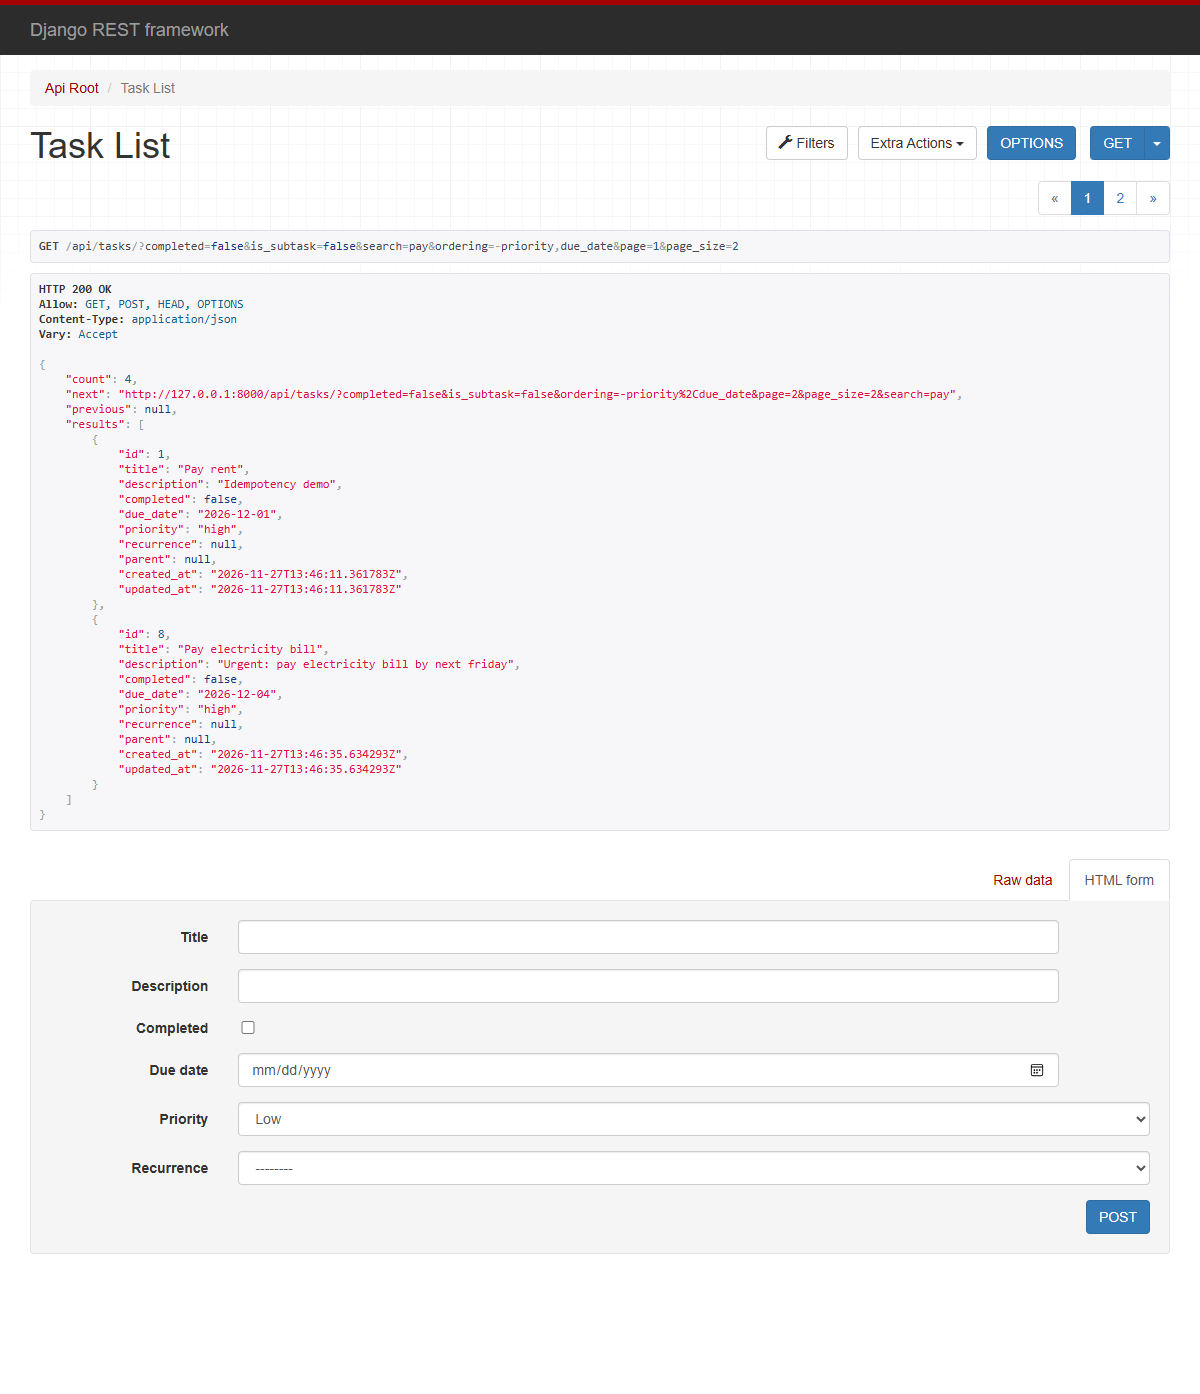 Django REST framework
Api Root / Task List
Task List
Filters
Extra Actions
OPTIONS
GET
« 1 2 »
GET /api/tasks/?completed=false&is_subtask=false&search=pay&ordering=-priority,due_date&page=1&page_size=2
HTTP 200 OK
Allow: GET, POST, HEAD, OPTIONS
Content-Type: application/json
Vary: Accept
{
    "count": 4,
    "next": "http://127.0.0.1:8000/api/tasks/?completed=false&is_subtask=false&ordering=-priority%2Cdue_date&page=2&page_size=2&search=pay",
    "previous": null,
    "results": [
        {
            "id": 1,
            "title": "Pay rent",
            "description": "Idempotency demo",
            "completed": false,
            "due_date": "2026-12-01",
            "priority": "high",
            "recurrence": null,
            "parent": null,
            "created_at": "2026-11-27T13:46:11.361783Z",
            "updated_at": "2026-11-27T13:46:11.361783Z"
        },
        {
            "id": 8,
            "title": "Pay electricity bill",
            "description": "Urgent: pay electricity bill by next friday",
            "completed": false,
            "due_date": "2026-12-04",
            "priority": "high",
            "recurrence": null,
            "parent": null,
            "created_at": "2026-11-27T13:46:35.634293Z",
            "updated_at": "2026-11-27T13:46:35.634293Z"
        }
    ]
}
Raw data
HTML form
Title
Description
Completed
Due date mm/dd/yyyy
Priority Low
Recurrence --------
POST